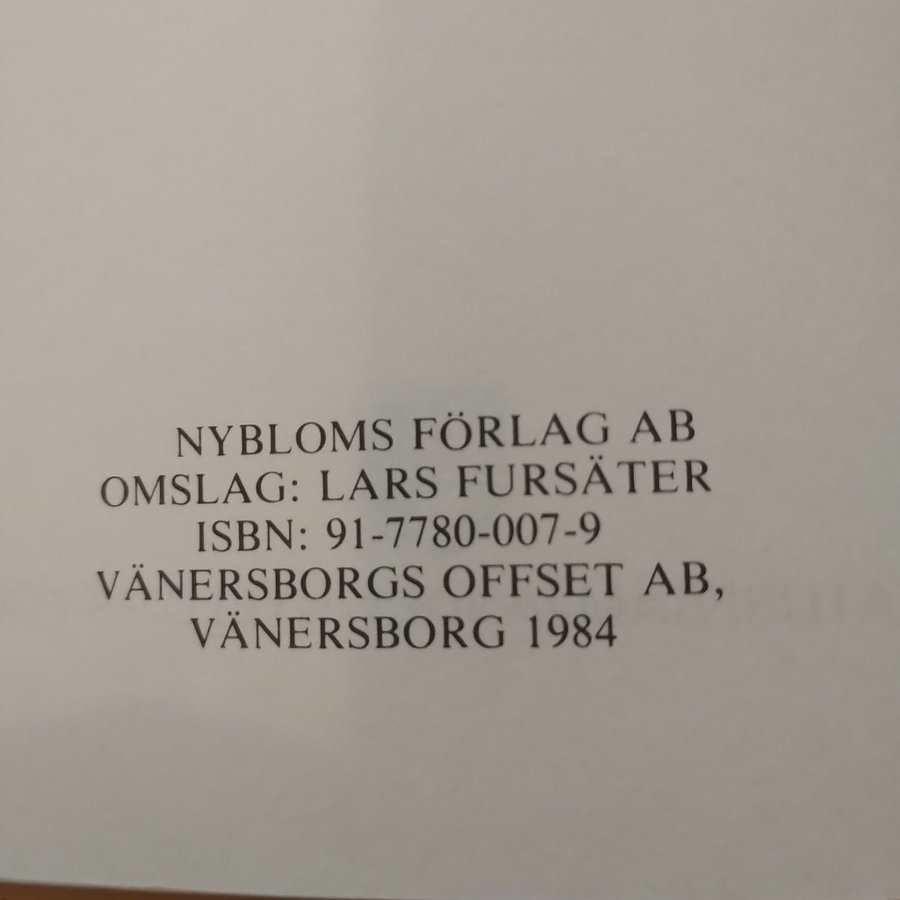 NYBLOMS FÖRLAG AB
OMSLAG: LARS FURSÄTER
ISBN: 91-7780-007-9
VÄNERSBORGS OFFSET AB,
VÄNERSBORG 1984